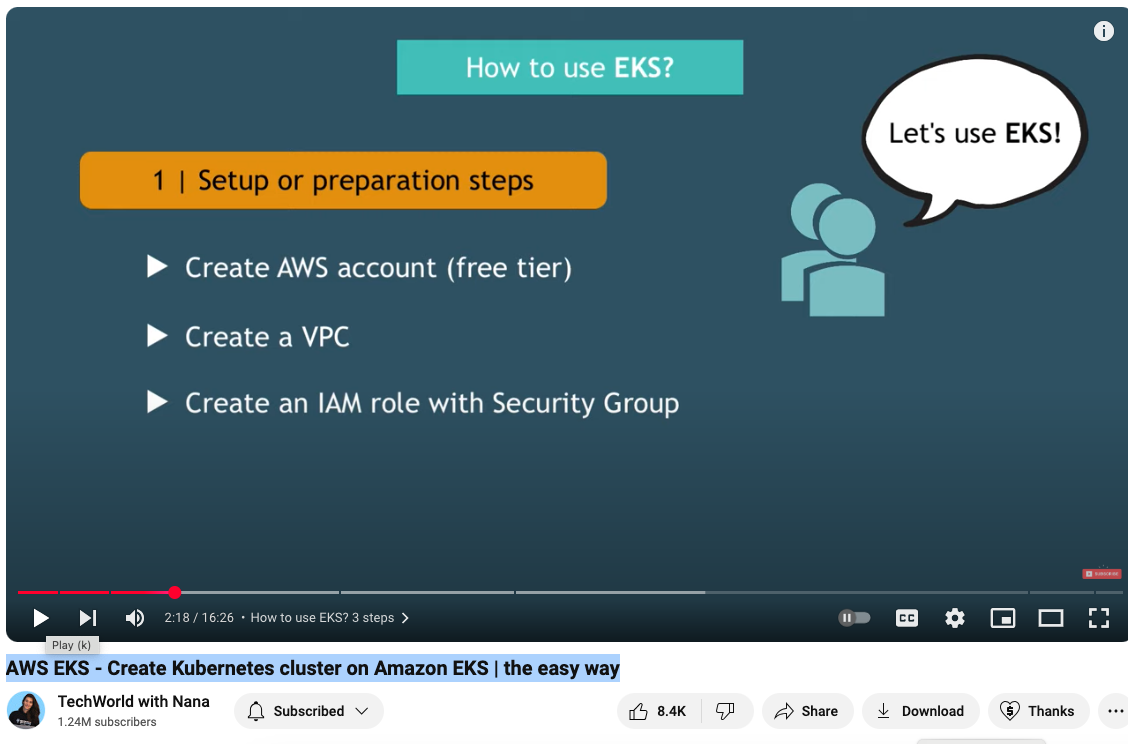 How to use EKS?
Let's use EKS!
1 | Setup or preparation steps
Create AWS account (free tier)
Create a VPC
Create an IAM role with Security Group
SUBSCRIBE
2:18 / 16:26 • How to use EKS? 3 steps
CC
Play (k)
AWS EKS - Create Kubernetes cluster on Amazon EKS | the easy way
TechWorld with Nana
1.24M subscribers
Subscribed
8.4K
Share
Download
Thanks